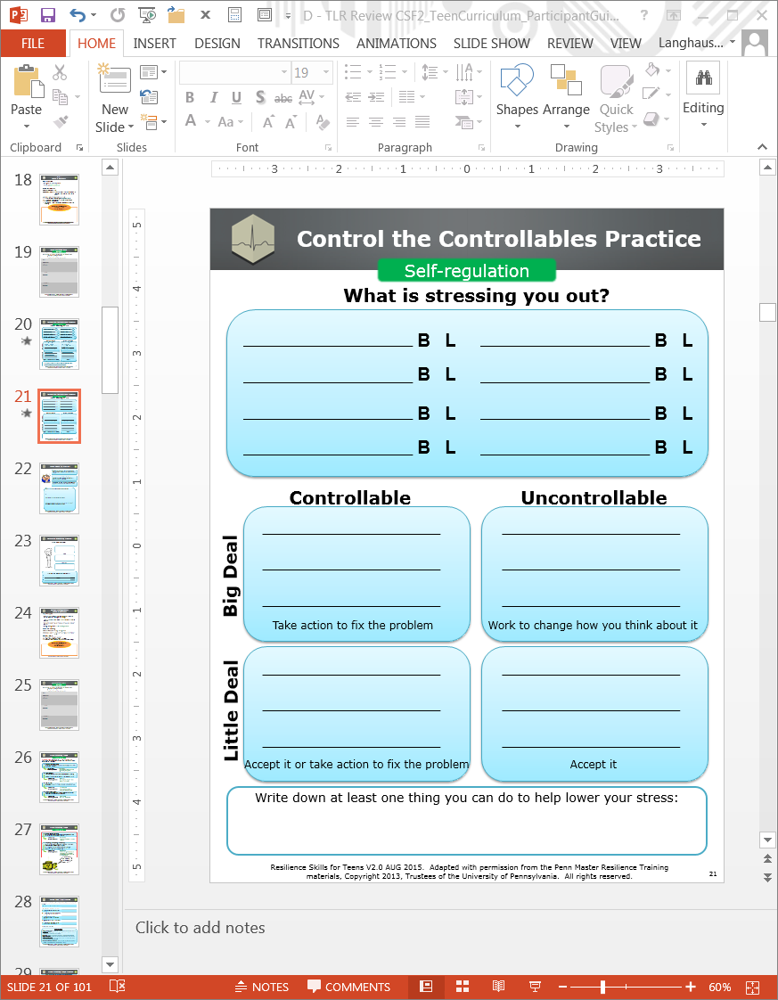 D - TLR Review CSF2_TeenCurriculum_ParticipantGui...
?
FILE
HOME
INSERT
DESIGN
TRANSITIONS
ANIMATIONS
SLIDE SHOW
REVIEW
VIEW
Langhaus...
Paste
New
Slide
19
B I U S abc AV
A Aa A A
Shapes
Arrange
Quick
Styles
Editing
Clipboard
Slides
Font
Paragraph
Drawing
3 2 1 0 1 2 3
5 4 3 2 1 0 1 2 3 4 5
18
19
20
21
22
23
24
25
26
27
28
29
Control the Controllables Practice
Self-regulation
What is stressing you out?
B L B L
B L B L
B L B L
B L B L
Controllable Uncontrollable
Big Deal
Take action to fix the problem
Work to change how you think about it
Little Deal
Accept it or take action to fix the problem
Accept it
Write down at least one thing you can do to help lower your stress:
Resilience Skills for Teens V2.0 AUG 2015. Adapted with permission from the Penn Master Resilience Training
materials, Copyright 2013, Trustees of the University of Pennsylvania. All rights reserved.
21
Click to add notes
SLIDE 21 OF 101
NOTES
COMMENTS
60%